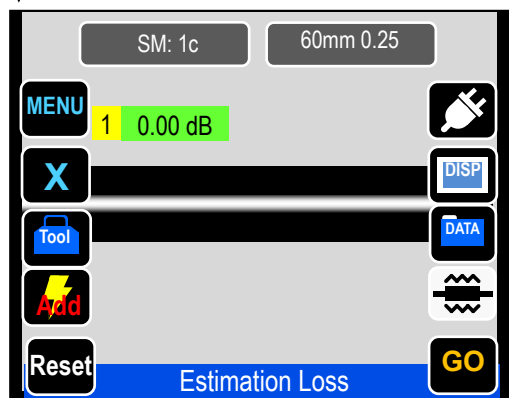 SM: 1c
60mm 0.25
MENU
1 0.00 dB
X
DISP
Tool
DATA
Add
Reset
GO
Estimation Loss